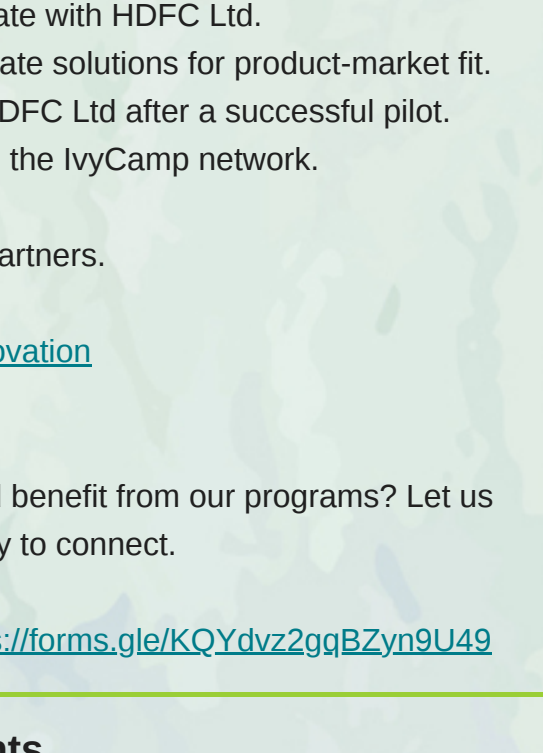 ate with HDFC Ltd.
ate solutions for product-market fit.
DFC Ltd after a successful pilot.
the IvyCamp network.
artners.
ovation
benefit from our programs? Let us
y to connect.
s://forms.gle/KQYdvz2gqBZyn9U49
nts